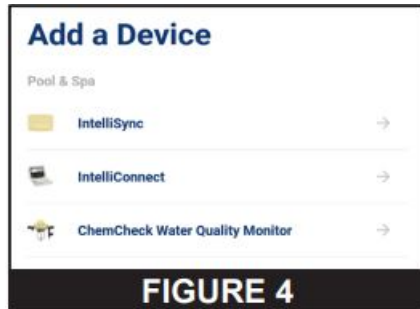 Add a Device
Pool & Spa
IntelliSync
IntelliConnect
ChemCheck Water Quality Monitor
FIGURE 4